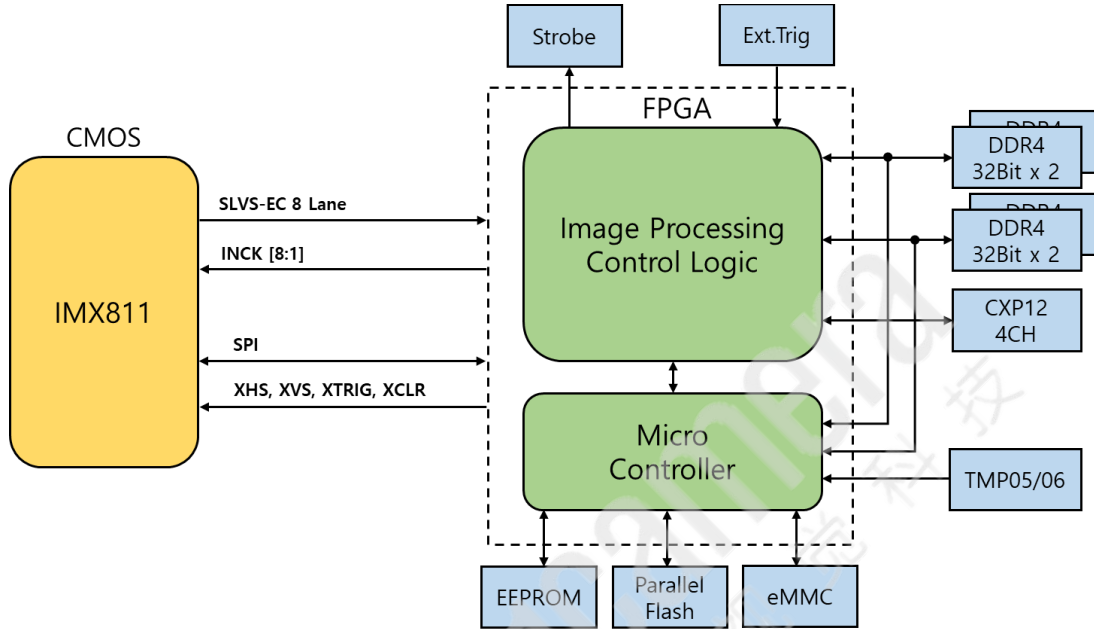 Strobe
Ext.Trig
FPGA
CMOS
DDR4
DDR4
32Bit x 2
SLVS-EC 8 Lane
Image Processing
Control Logic
DDR4
DDR4
32Bit x 2
INCK [8:1]
IMX811
CXP12
4CH
SPI
XHS, XVS, XTRIG, XCLR
Micro
Controller
TMP05/06
EEPROM
Parallel
Flash
eMMC